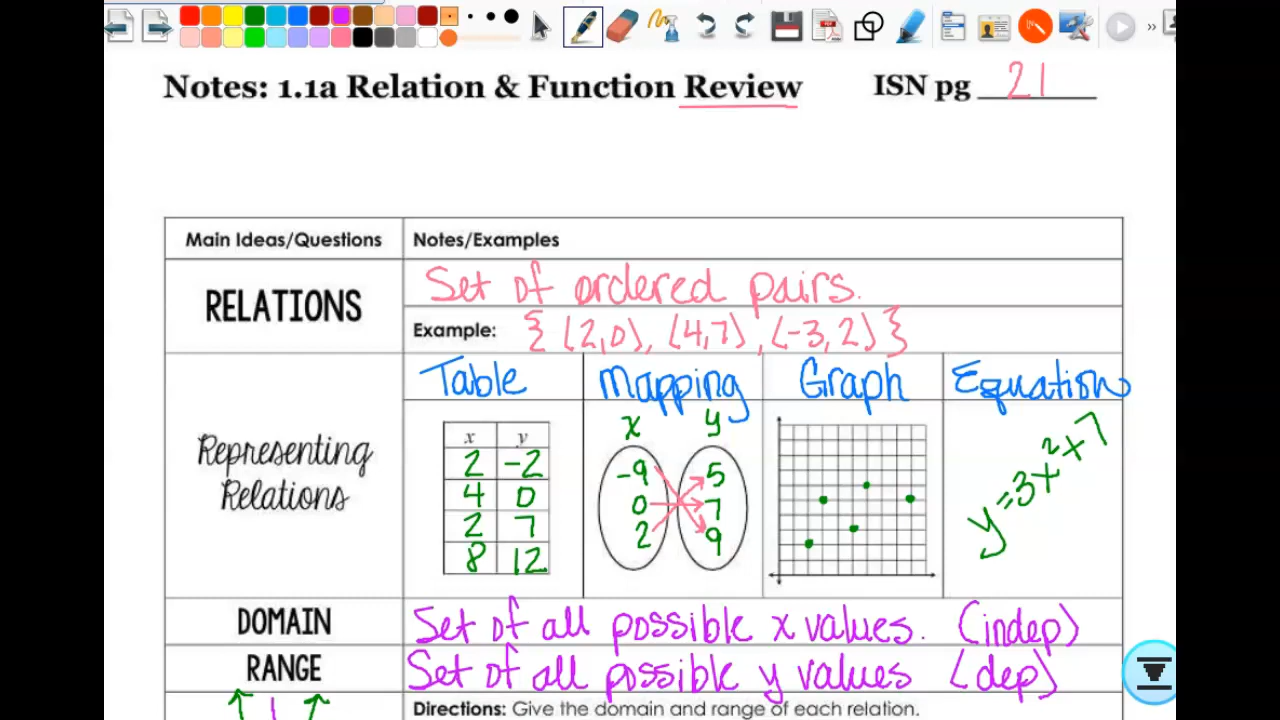 Notes: 1.1a Relation & Function Review ISN pg 21
Main Ideas/Questions Notes/Examples
RELATIONS Set of ordered pairs.
Example: { (2,0), (4,7), (-3,2) }
Representing Relations
Table Mapping Graph Equation
x y
2 -2
4 0
2 7
8 12
x y
-9 5
0 7
2 9
y=3x²+7
DOMAIN Set of all possible x values. (indep)
RANGE Set of all possible y values (dep)
Directions: Give the domain and range of each relation.